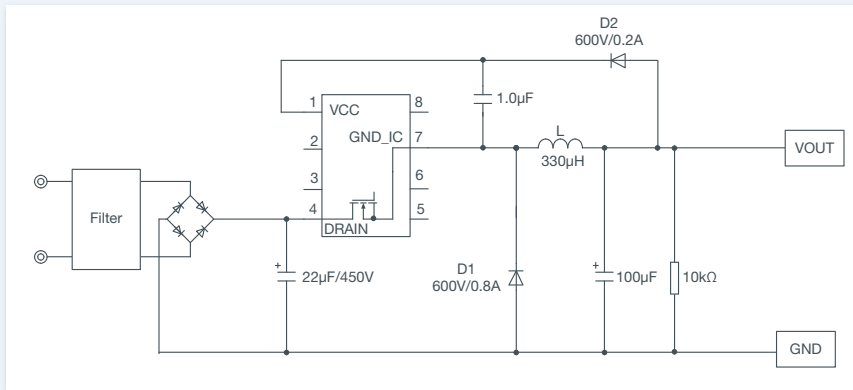 D2
600V/0.2A
1
VCC
8
1.0µF
2
GND_IC
7
L
330µH
VOUT
3
6
4
DRAIN
5
Filter
+
22µF/450V
D1
600V/0.8A
+
100µF
10kΩ
GND